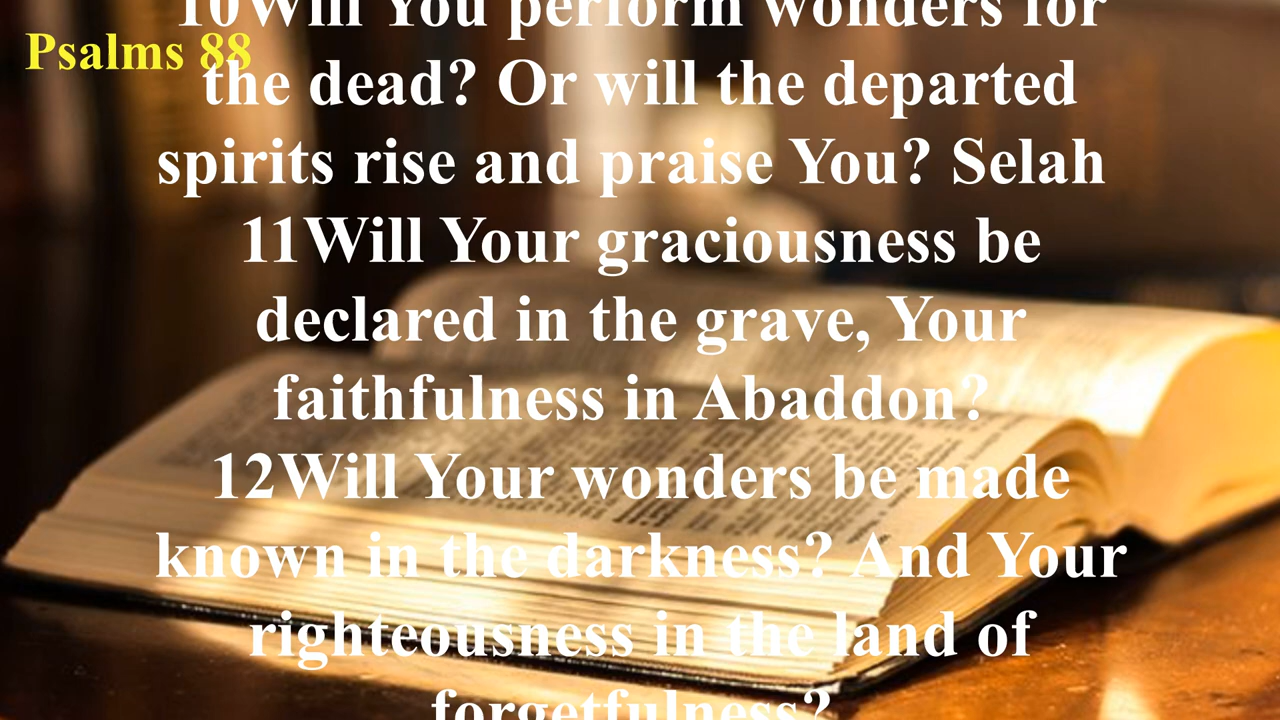 10Will You perform wonders for
Psalms 88
the dead? Or will the departed
spirits rise and praise You? Selah
11Will Your graciousness be
declared in the grave, Your
faithfulness in Abaddon?
12Will Your wonders be made
known in the darkness? And Your
righteousness in the land of
forgetfulness?